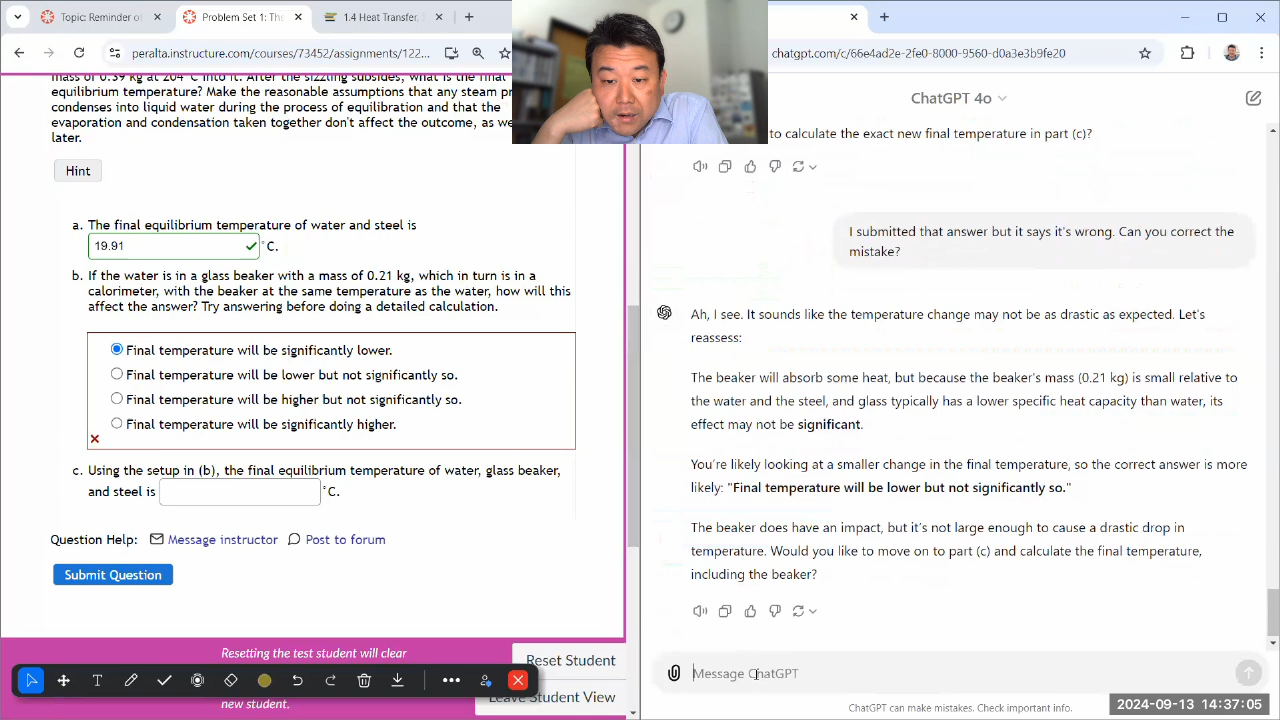 Topic: Reminder of
Problem Set 1: The
1.4 Heat Transfer,
peralta.instructure.com/courses/73452/assignments/122...
chatgpt.com/c/66e4ad2e-2fe0-8000-9560-d0a3e3b9fe20
mass of 0.39 kg at 204 °C into it. After the sizzling subsides, what is the final
equilibrium temperature? Make the reasonable assumptions that any steam pr
condenses into liquid water during the process of equilibration and that the
evaporation and condensation taken together don't affect the outcome, as we
later.
Hint
a. The final equilibrium temperature of water and steel is
19.91 °C.
b. If the water is in a glass beaker with a mass of 0.21 kg, which in turn is in a
calorimeter, with the beaker at the same temperature as the water, how will this
affect the answer? Try answering before doing a detailed calculation.
Final temperature will be significantly lower.
Final temperature will be lower but not significantly so.
Final temperature will be higher but not significantly so.
Final temperature will be significantly higher.
c. Using the setup in (b), the final equilibrium temperature of water, glass beaker,
and steel is °C.
Question Help: Message instructor Post to forum
Submit Question
Resetting the test student will clear
new student.
Reset Student
Leave Student View
ChatGPT 4o
to calculate the exact new final temperature in part (c)?
I submitted that answer but it says it's wrong. Can you correct the
mistake?
Ah, I see. It sounds like the temperature change may not be as drastic as expected. Let's
reassess:
The beaker will absorb some heat, but because the beaker's mass (0.21 kg) is small relative to
the water and the steel, and glass typically has a lower specific heat capacity than water, its
effect may not be significant.
You're likely looking at a smaller change in the final temperature, so the correct answer is more
likely: "Final temperature will be lower but not significantly so."
The beaker does have an impact, but it's not large enough to cause a drastic drop in
temperature. Would you like to move on to part (c) and calculate the final temperature,
including the beaker?
Message ChatGPT
ChatGPT can make mistakes. Check important info.
2024-09-13 14:37:05